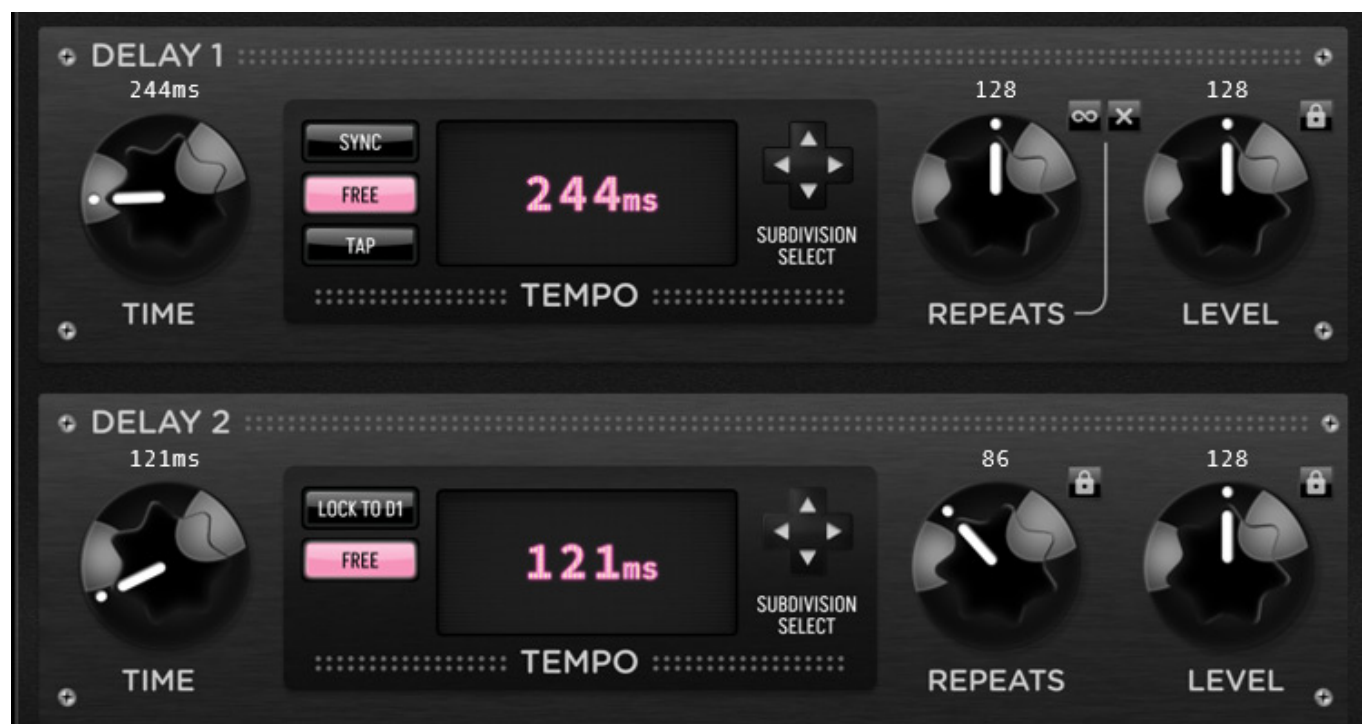 DELAY 1
244ms
128
128
SYNC
FREE
TAP
244ms
SUBDIVISION
SELECT
TEMPO
TIME
REPEATS
LEVEL
DELAY 2
121ms
86
128
LOCK TO D1
FREE
121ms
SUBDIVISION
SELECT
TEMPO
TIME
REPEATS
LEVEL